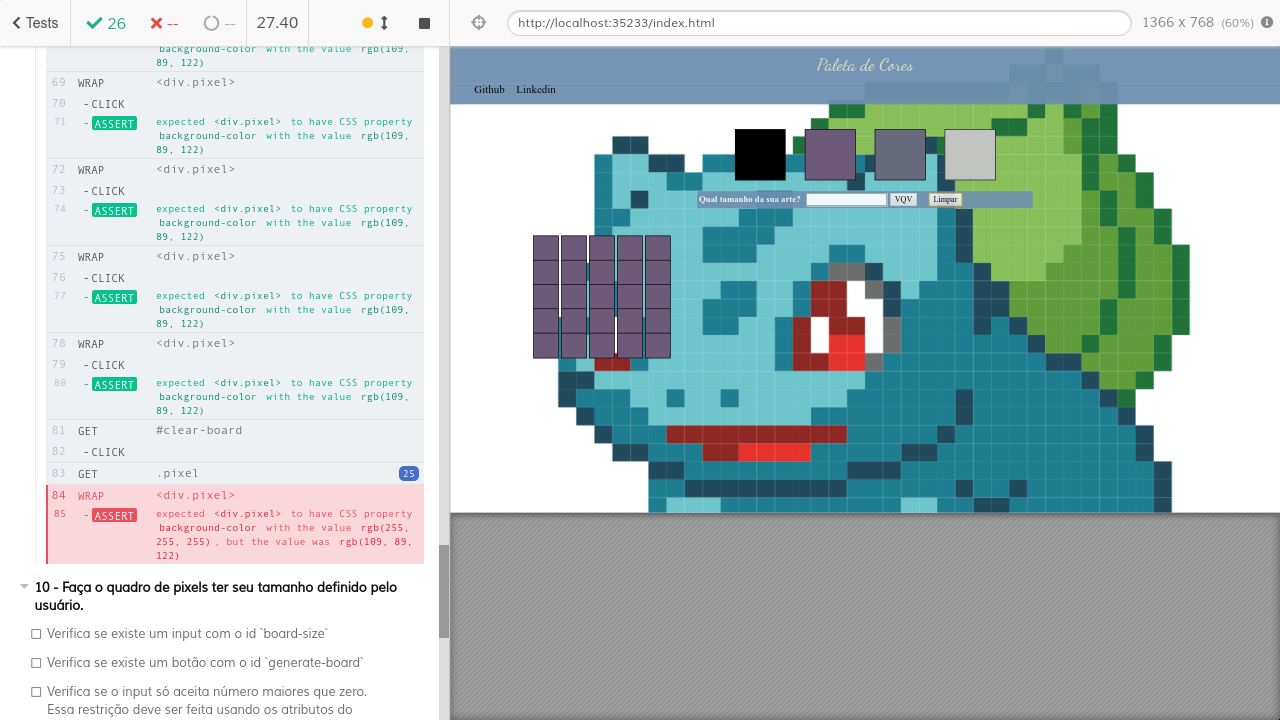 Tests 26 -- -- 27.40 http://localhost:35233/index.html 1366 x 768 (60%)
background-color with the value rgb(109,
89, 122)
69 WRAP <div.pixel>
70 -CLICK
71 -ASSERT expected <div.pixel> to have CSS property
background-color with the value rgb(109,
89, 122)
72 WRAP <div.pixel>
73 -CLICK
74 -ASSERT expected <div.pixel> to have CSS property
background-color with the value rgb(109,
89, 122)
75 WRAP <div.pixel>
76 -CLICK
77 -ASSERT expected <div.pixel> to have CSS property
background-color with the value rgb(109,
89, 122)
78 WRAP <div.pixel>
79 -CLICK
80 -ASSERT expected <div.pixel> to have CSS property
background-color with the value rgb(109,
89, 122)
81 GET #clear-board
82 -CLICK
83 GET .pixel 25
84 WRAP <div.pixel>
85 -ASSERT expected <div.pixel> to have CSS property
background-color with the value rgb(255,
255, 255), but the value was rgb(109, 89,
122)
10 - Faça o quadro de pixels ter seu tamanho definido pelo
usuário.
Verifica se existe um input com o id `board-size`
Verifica se existe um botão com o id `generate-board`
Verifica se o input só aceita número maiores que zero.
Essa restrição deve ser feita usando os atributos do
Paleta de Cores
Github Linkedin
Qual tamanho da sua arte? VQV Limpar